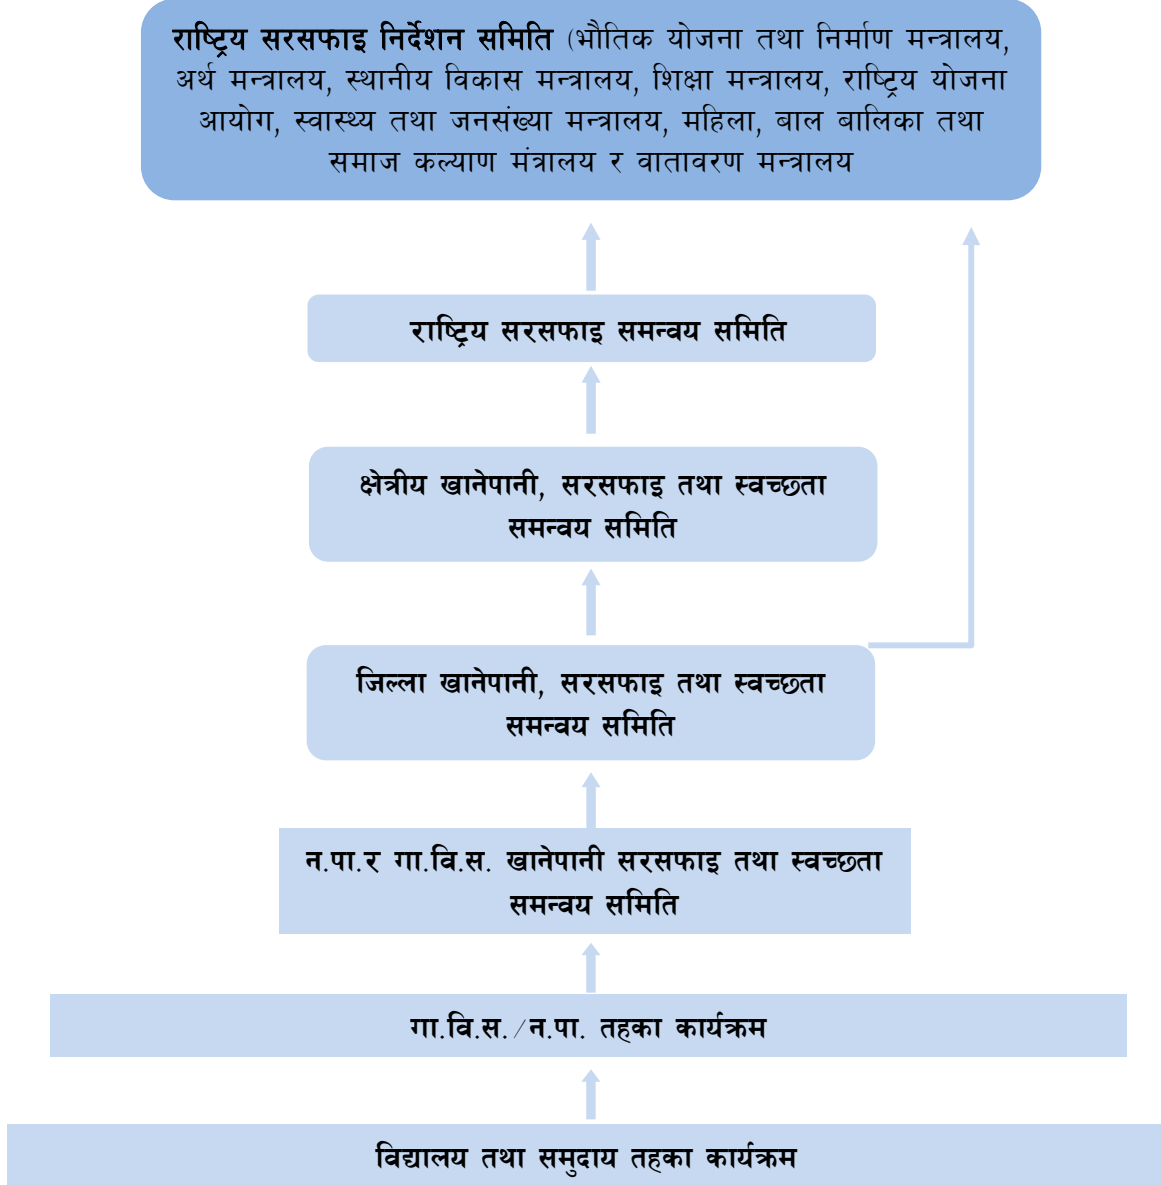 राष्ट्रिय सरसफाइ निर्देशन समिति (भौतिक योजना तथा निर्माण मन्त्रालय,
अर्थ मन्त्रालय, स्थानीय विकास मन्त्रालय, शिक्षा मन्त्रालय, राष्ट्रिय योजना
आयोग, स्वास्थ्य तथा जनसंख्या मन्त्रालय, महिला, बाल बालिका तथा
समाज कल्याण मंत्रालय र वातावरण मन्त्रालय
राष्ट्रिय सरसफाइ समन्वय समिति
क्षेत्रीय खानेपानी, सरसफाइ तथा स्वच्छता
समन्वय समिति
जिल्ला खानेपानी, सरसफाइ तथा स्वच्छता
समन्वय समिति
न.पा.र गा.वि.स. खानेपानी सरसफाइ तथा स्वच्छता
समन्वय समिति
गा.वि.स./न.पा. तहका कार्यक्रम
विद्यालय तथा समुदाय तहका कार्यक्रम